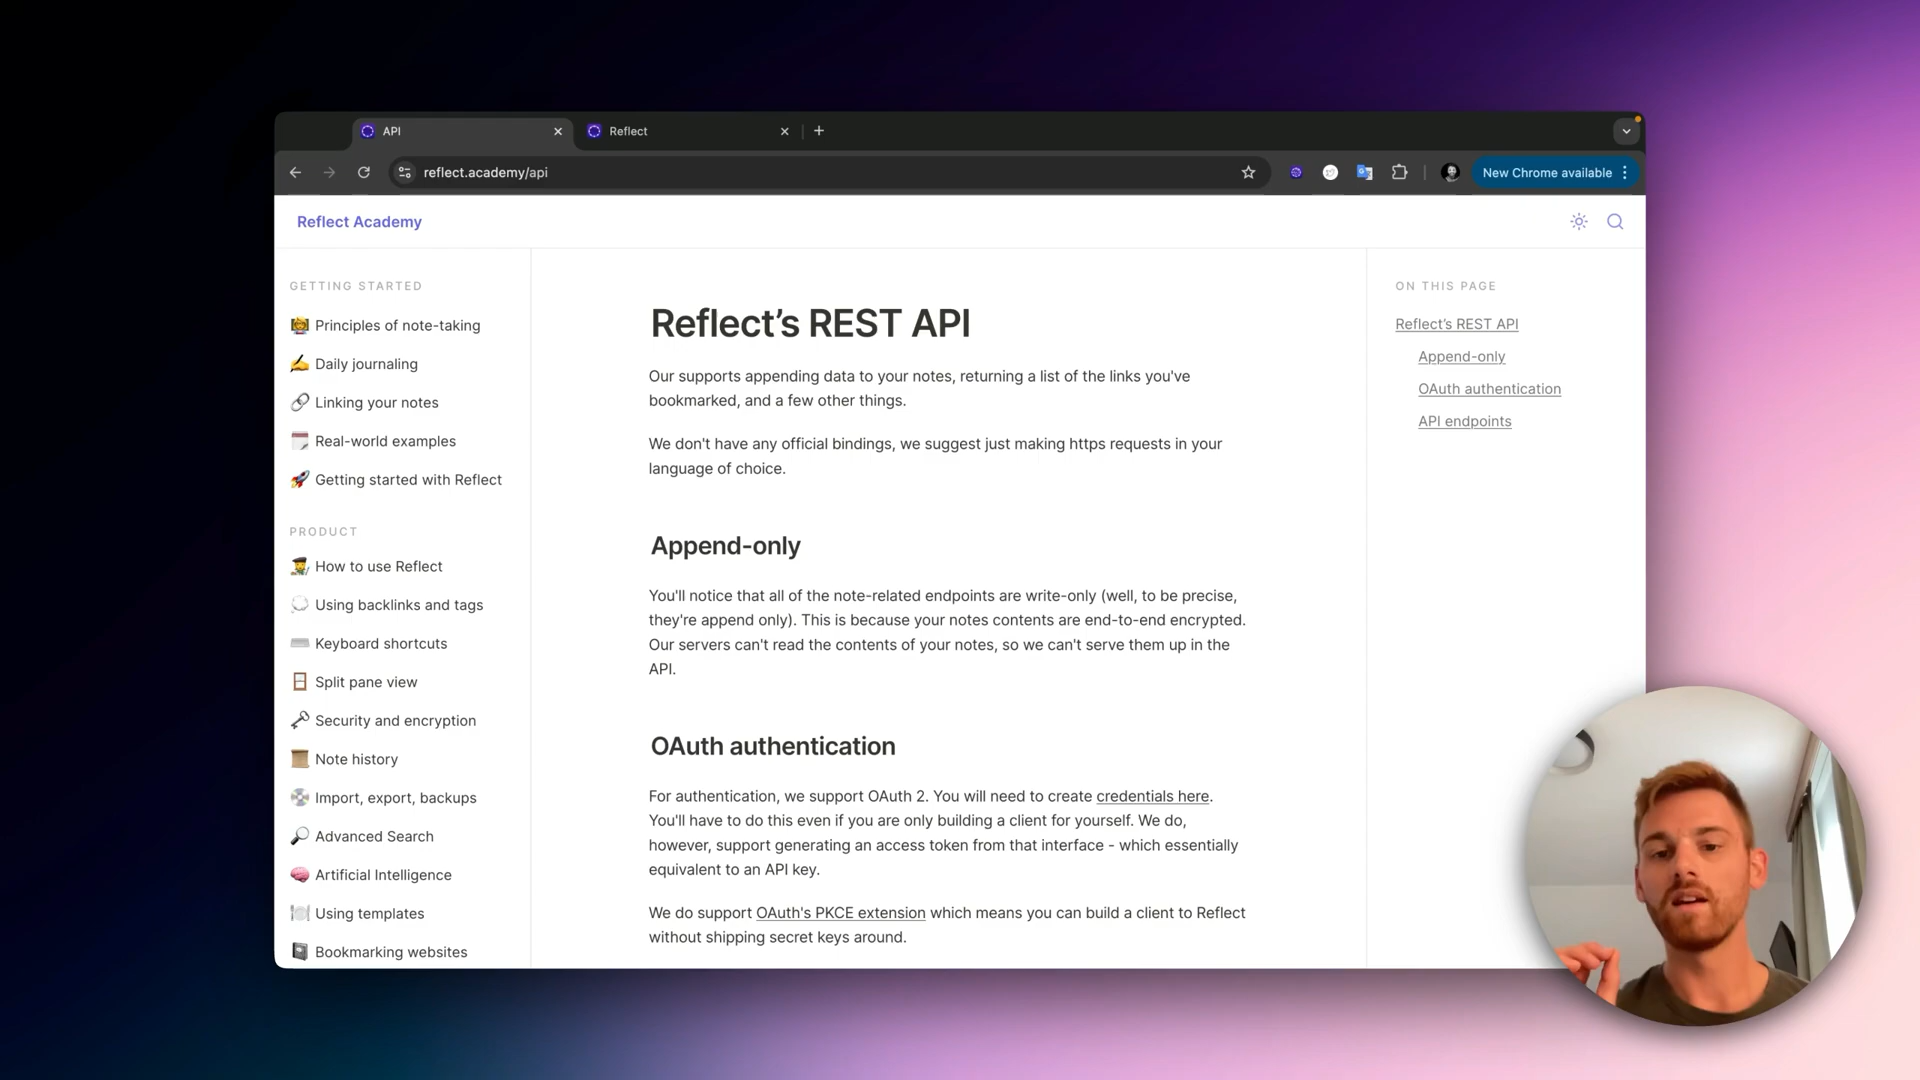 API
Reflect
reflect.academy/api
New Chrome available
Reflect Academy
GETTING STARTED
Principles of note-taking
Daily journaling
Linking your notes
Real-world examples
Getting started with Reflect
PRODUCT
How to use Reflect
Using backlinks and tags
Keyboard shortcuts
Split pane view
Security and encryption
Note history
Import, export, backups
Advanced Search
Artificial Intelligence
Using templates
Bookmarking websites
Reflect’s REST API
Our supports appending data to your notes, returning a list of the links you've
bookmarked, and a few other things.
We don't have any official bindings, we suggest just making https requests in your
language of choice.
Append-only
You'll notice that all of the note-related endpoints are write-only (well, to be precise,
they're append only). This is because your notes contents are end-to-end encrypted.
Our servers can't read the contents of your notes, so we can't serve them up in the
API.
OAuth authentication
For authentication, we support OAuth 2. You will need to create credentials here.
You'll have to do this even if you are only building a client for yourself. We do,
however, support generating an access token from that interface - which essentially
equivalent to an API key.
We do support OAuth's PKCE extension which means you can build a client to Reflect
without shipping secret keys around.
ON THIS PAGE
Reflect’s REST API
Append-only
OAuth authentication
API endpoints